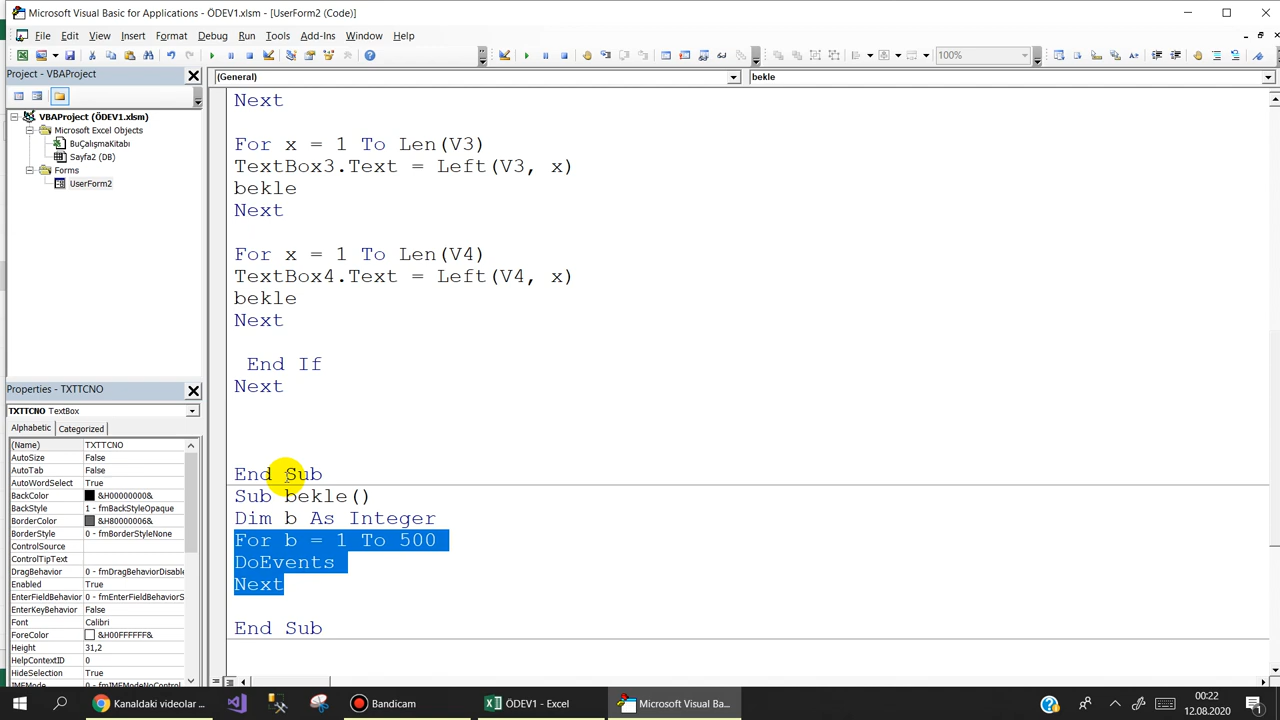 Microsoft Visual Basic for Applications - ÖDEV1.xlsm - [UserForm2 (Code)]
File Edit View Insert Format Debug Run Tools Add-Ins Window Help
100%
Project - VBAProject
(General)
bekle
VBAProject (ÖDEV1.xlsm)
Microsoft Excel Objects
BuÇalışmaKitabı
Sayfa2 (DB)
Forms
UserForm2
Next
For x = 1 To Len(V3)
TextBox3.Text = Left(V3, x)
bekle
Next
For x = 1 To Len(V4)
TextBox4.Text = Left(V4, x)
bekle
Next
End If
Next
End Sub
Sub bekle()
Dim b As Integer
For b = 1 To 500
DoEvents
Next
End Sub
Properties - TXTTCNO
TXTTCNO TextBox
Alphabetic Categorized
(Name) TXTTCNO
AutoSize False
AutoTab False
AutoWordSelect True
BackColor &H00000000&
BackStyle 1 - fmBackStyleOpaque
BorderColor &H80000006&
BorderStyle 0 - fmBorderStyleNone
ControlSource
ControlTipText
DragBehavior 0 - fmDragBehaviorDisable
Enabled True
EnterFieldBehavior 0 - fmEnterFieldBehaviorS
EnterKeyBehavior False
Font Calibri
ForeColor &H00FFFFFF&
Height 31,2
HelpContextID 0
HideSelection True
Kanaldaki videolar ...
Bandicam
ÖDEV1 - Excel
Microsoft Visual Ba...
00:22
12.08.2020
1